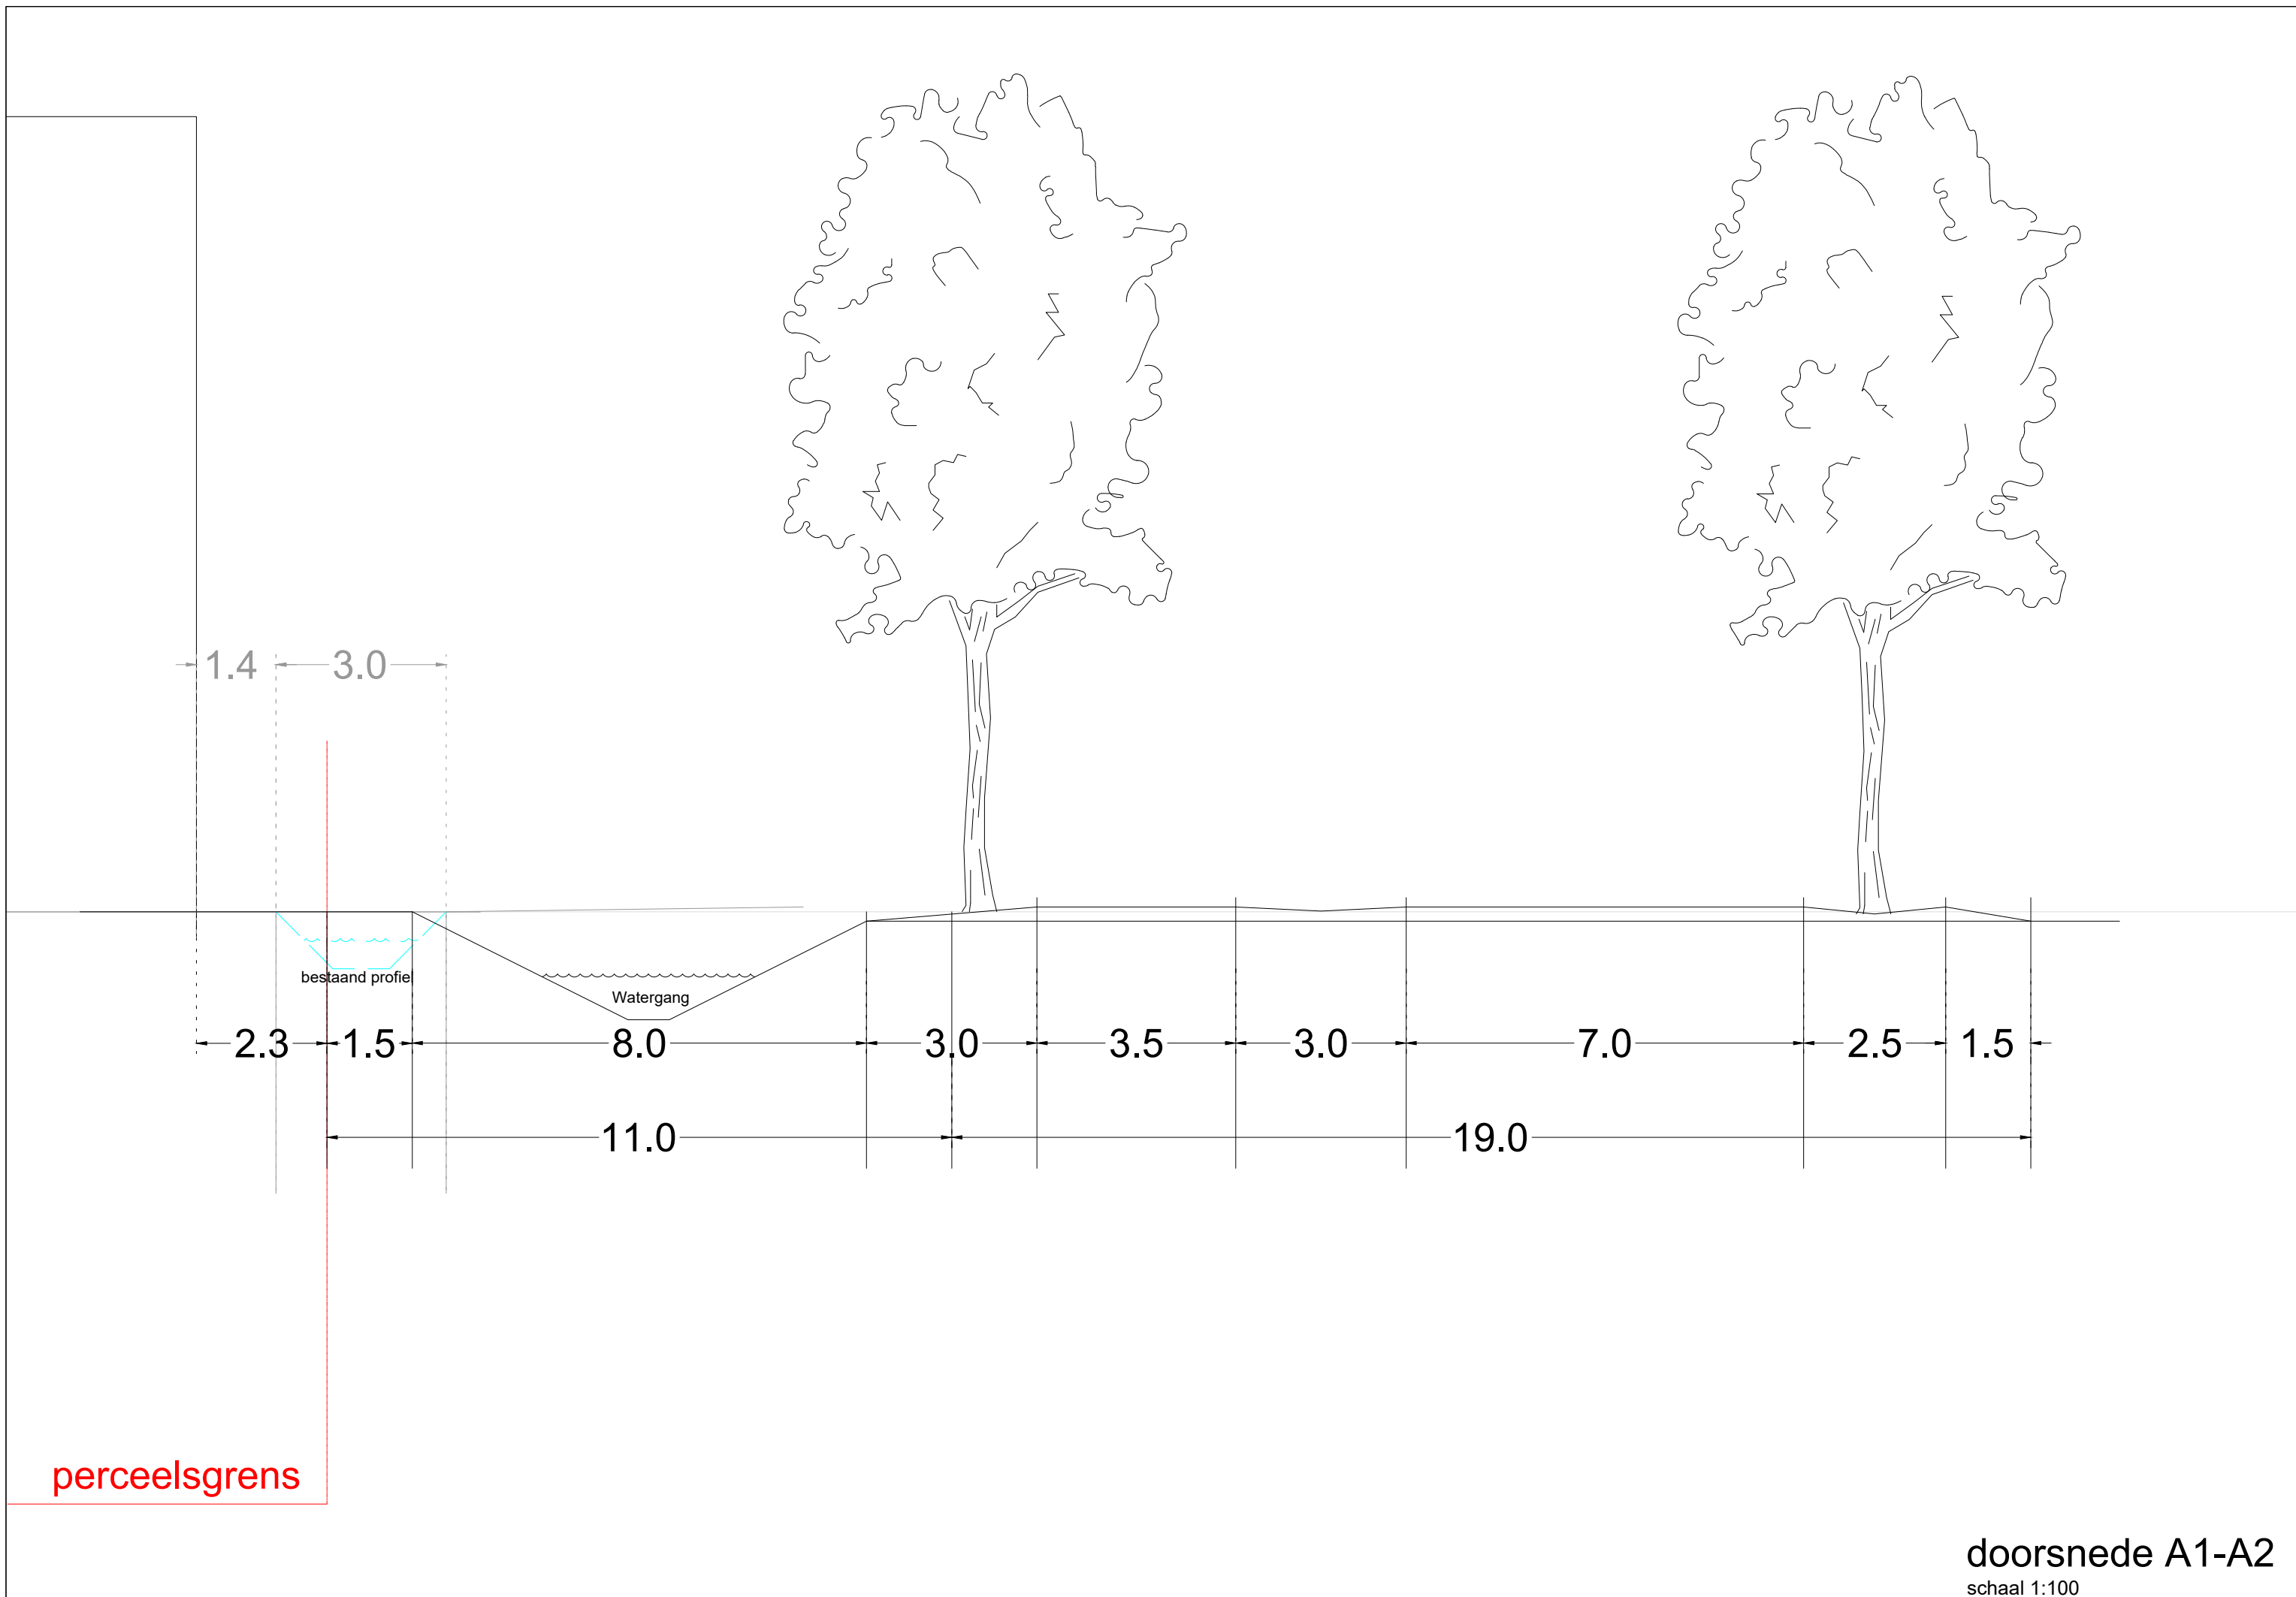 1.4 3.0
bestaand profiel
Watergang
2.3 1.5 8.0 3.0 3.5 3.0 7.0 2.5 1.5
11.0 19.0
perceelsgrens
doorsnede A1-A2
schaal 1:100